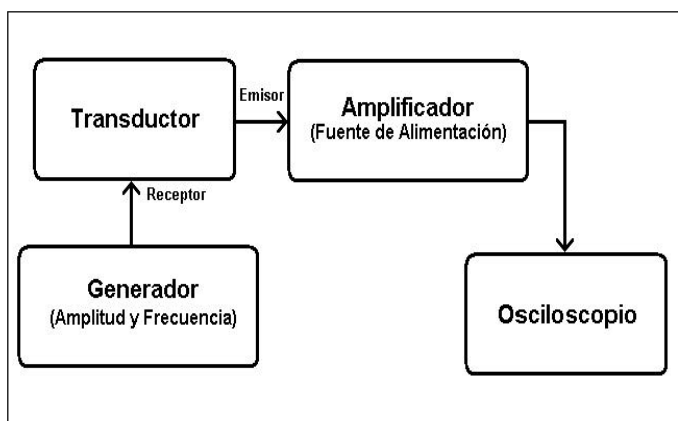 Transductor
Emisor
Amplificador
(Fuente de Alimentación)
Receptor
Generador
(Amplitud y Frecuencia)
Osciloscopio